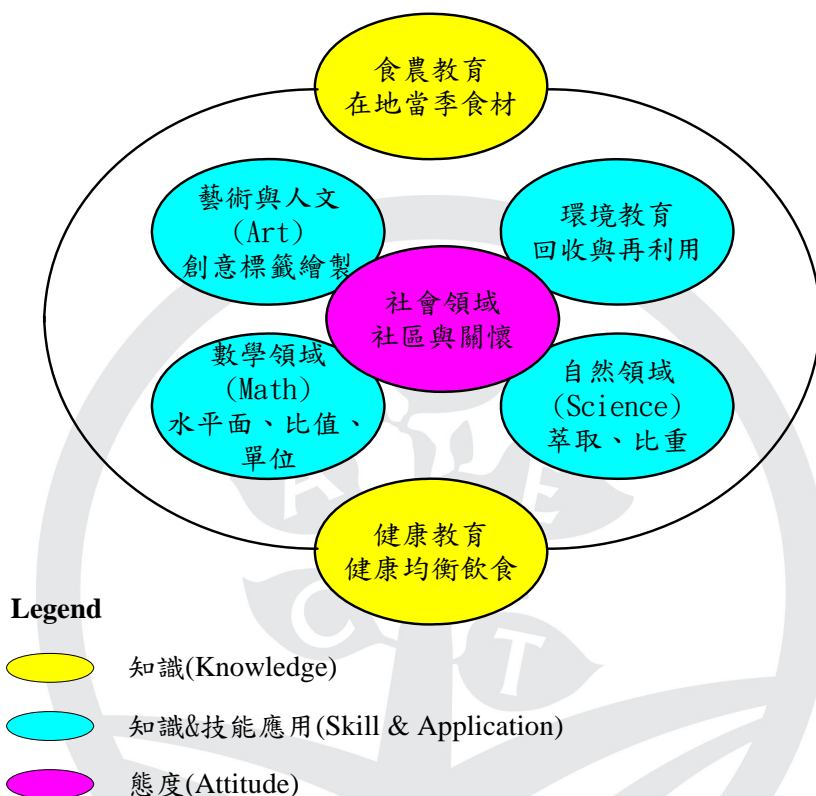 食農教育
在地當季食材
藝術與人文
(Art)
創意標籤繪製
環境教育
回收與再利用
社會領域
社區與關懷
數學領域
(Math)
水平面、比值、
單位
自然領域
(Science)
萃取、比重
健康教育
健康均衡飲食
Legend
知識(Knowledge)
知識&技能應用(Skill & Application)
態度(Attitude)
A
E
C
T